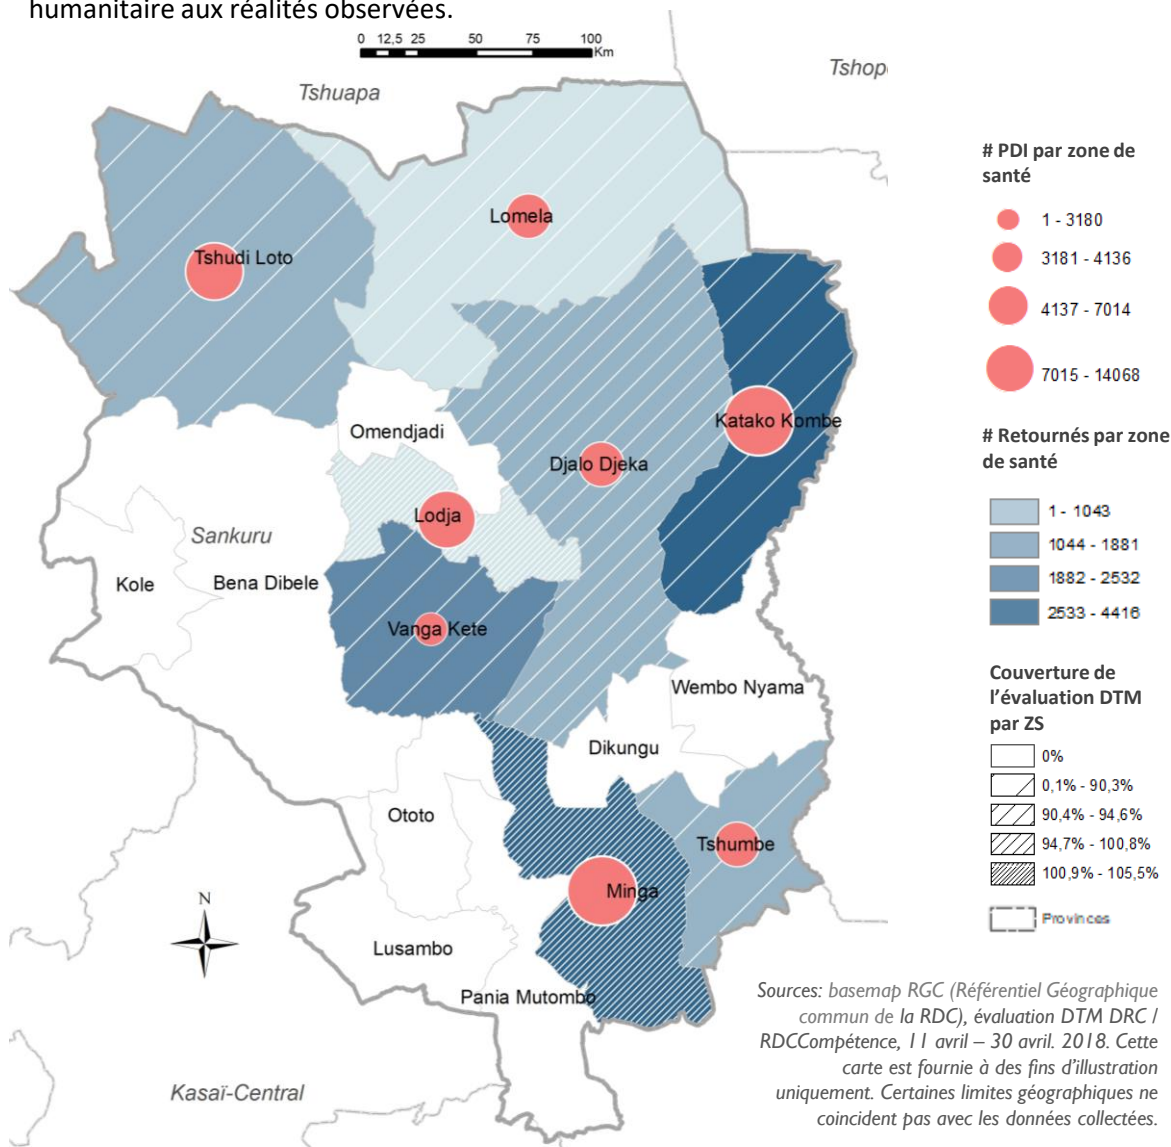 humanitaire aux réalités observées.
0 12,5 25 50 75 100
Km
Tshuapa
Tshop
Lomela
Tshudi Loto
Katako Kombe
Omendjadi
Djalo Djeka
Lodja
Sankuru
Kole
Bena Dibele
Vanga Kete
Wembo Nyama
Dikungu
Ototo
Tshumbe
Minga
N
Lusambo
Pania Mutombo
Kasaï-Central
# PDI par zone de
santé
1 - 3180
3181 - 4136
4137 - 7014
7015 - 14068
# Retournés par zone
de santé
1 - 1043
1044 - 1881
1882 - 2532
2533 - 4416
Couverture de
l'évaluation DTM
par ZS
0%
0,1% - 90,3%
90,4% - 94,6%
94,7% - 100,8%
100,9% - 105,5%
Provinces
Sources: basemap RGC (Référentiel Géographique
commun de la RDC), évaluation DTM DRC /
RDCCompétence, 11 avril – 30 avril. 2018. Cette
carte est fournie à des fins d'illustration
uniquement. Certaines limites géographiques ne
coincident pas avec les données collectées.